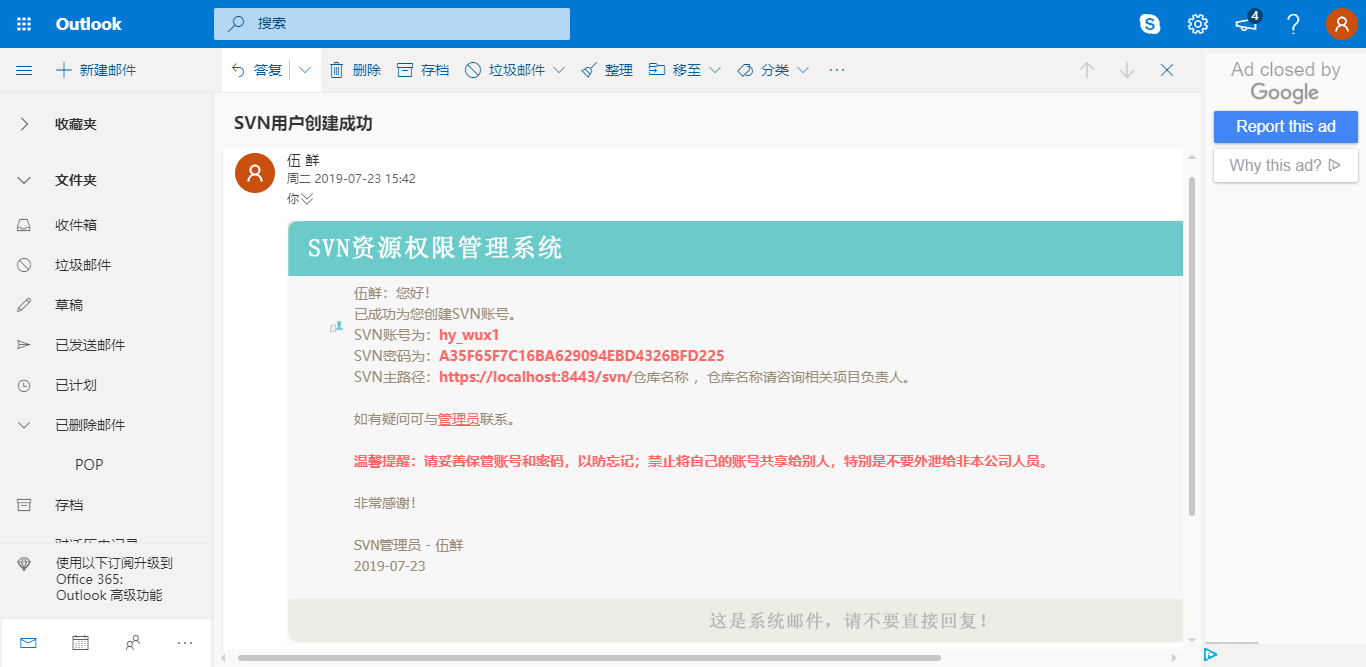 Outlook
搜索
4
新建邮件
答复
删除
存档
垃圾邮件
整理
移至
分类
Ad closed by
Google
Report this ad
Why this ad?
收藏夹
文件夹
收件箱
垃圾邮件
草稿
已发送邮件
已计划
已删除邮件
POP
存档
对话历史记录
使用以下订阅升级到
Office 365:
Outlook 高级功能
SVN用户创建成功
伍 鲜
周二 2019-07-23 15:42
你
SVN资源权限管理系统
伍鲜：您好！
已成功为您创建SVN账号。
SVN账号为：hy_wux1
SVN密码为：A35F65F7C16BA629094EBD4326BFD225
SVN主路径：https://localhost:8443/svn/仓库名称 ，仓库名称请咨询相关项目负责人。
如有疑问可与管理员联系。
温馨提醒：请妥善保管账号和密码，以防忘记；禁止将自己的账号共享给别人，特别是不要外泄给非本公司人员。
非常感谢！
SVN管理员 - 伍鲜
2019-07-23
这是系统邮件，请不要直接回复！